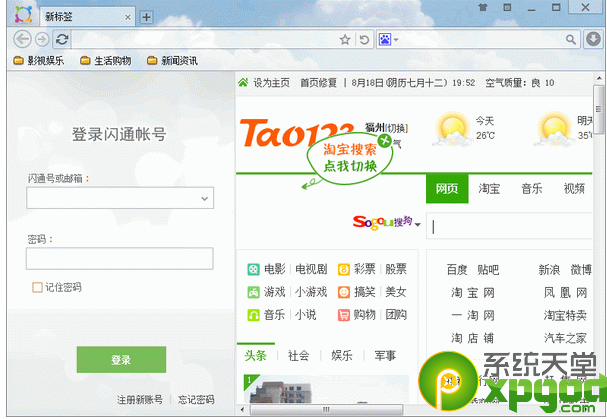 新标签
影视娱乐 生活购物 新闻资讯
登录闪通帐号
闪通号或邮箱：
密码：
记住密码
登录
注册新账号 | 忘记密码
设为主页 首页修复 | 8月18日(阴历七月十二) 19:52 空气质量：良 10
Tao123
福州[切换]
气
淘宝搜索
点我切换
今天
26℃
明天
35℃
网页 淘宝 音乐 视频
Sogou搜狗
电影 | 电视剧 彩票 | 股票
游戏 | 小游戏 搞笑 | 美女
音乐 | 小说 购物 | 团购
百度 贴吧 新浪 微博
淘宝网 凤凰网
一淘网 淘宝特卖
淘店铺 汽车之家
行网
头条 社会 娱乐 军事
1
系统天堂
xpgod